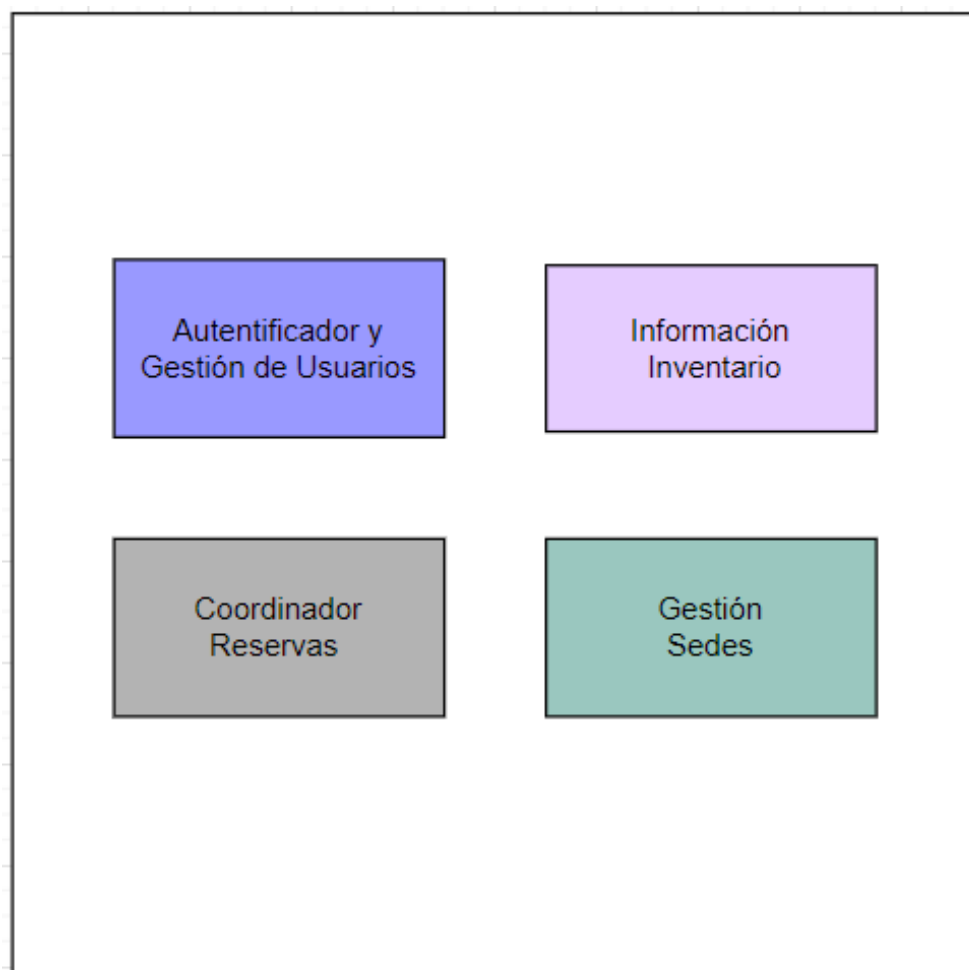 Autentificador y
Gestión de Usuarios
Información
Inventario
Coordinador
Reservas
Gestión
Sedes